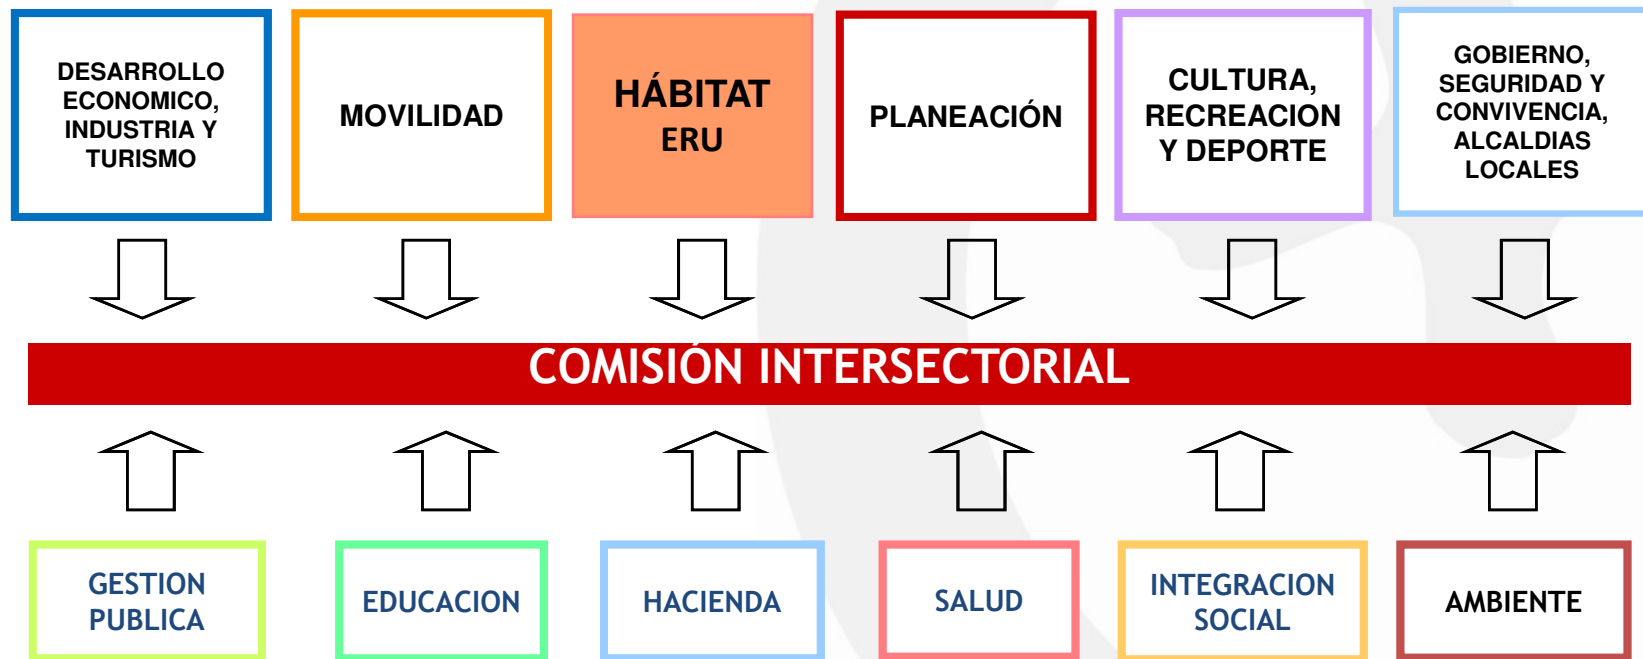 DESARROLLO
ECONOMICO,
INDUSTRIA Y
TURISMO
MOVILIDAD
HÁBITAT
ERU
PLANEACIÓN
CULTURA,
RECREACION
Y DEPORTE
GOBIERNO,
SEGURIDAD Y
CONVIVENCIA,
ALCALDIAS
LOCALES
COMISIÓN INTERSECTORIAL
GESTION
PUBLICA
EDUCACION
HACIENDA
SALUD
INTEGRACION
SOCIAL
AMBIENTE